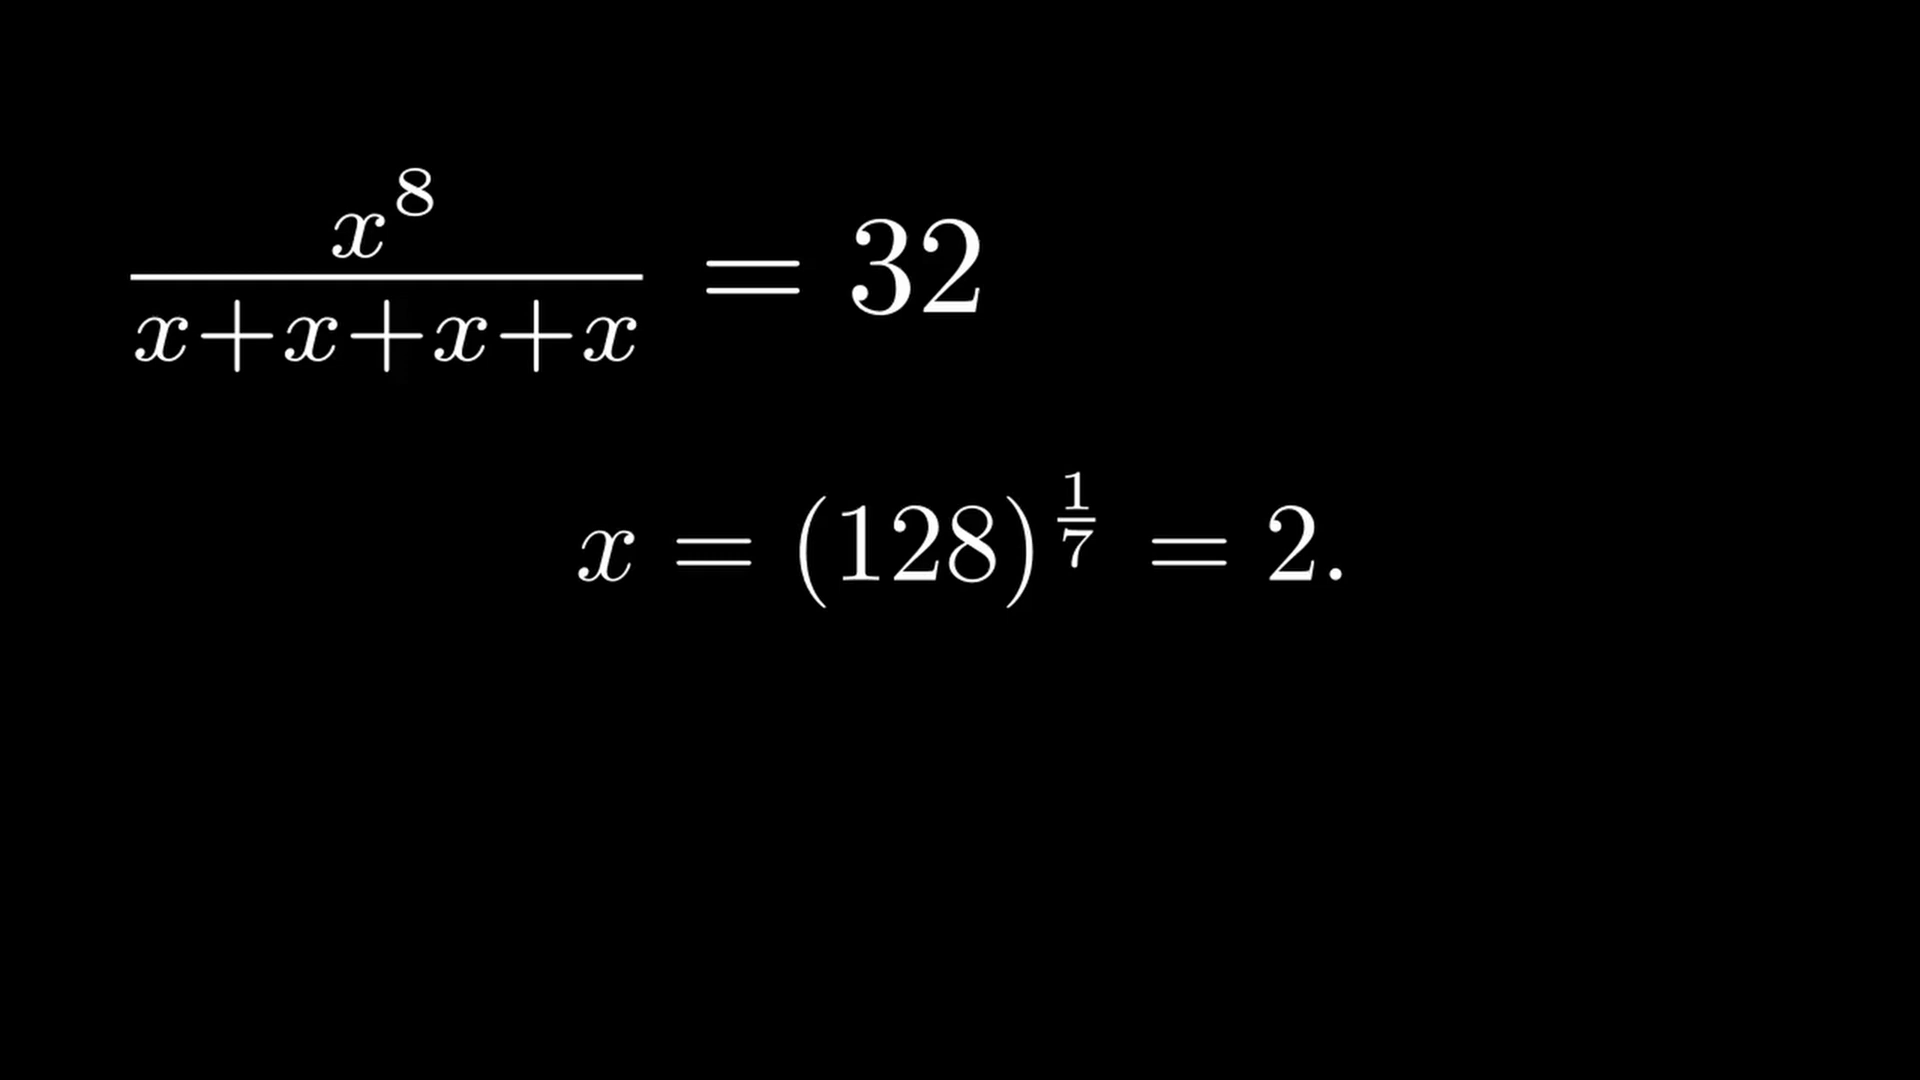 x^8 / (x+x+x+x) = 32
x = (128)^(1/7) = 2.